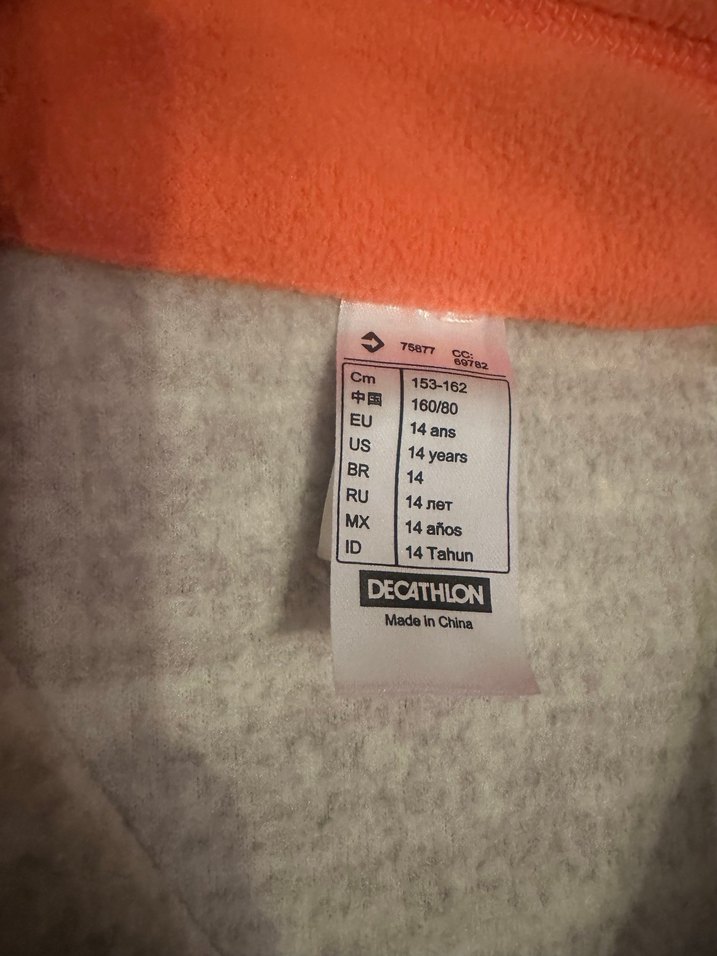 75877 CC: 69782
Cm 153-162
中国 160/80
EU 14 ans
US 14 years
BR 14
RU 14 лет
MX 14 años
ID 14 Tahun
DECATHLON
Made in China